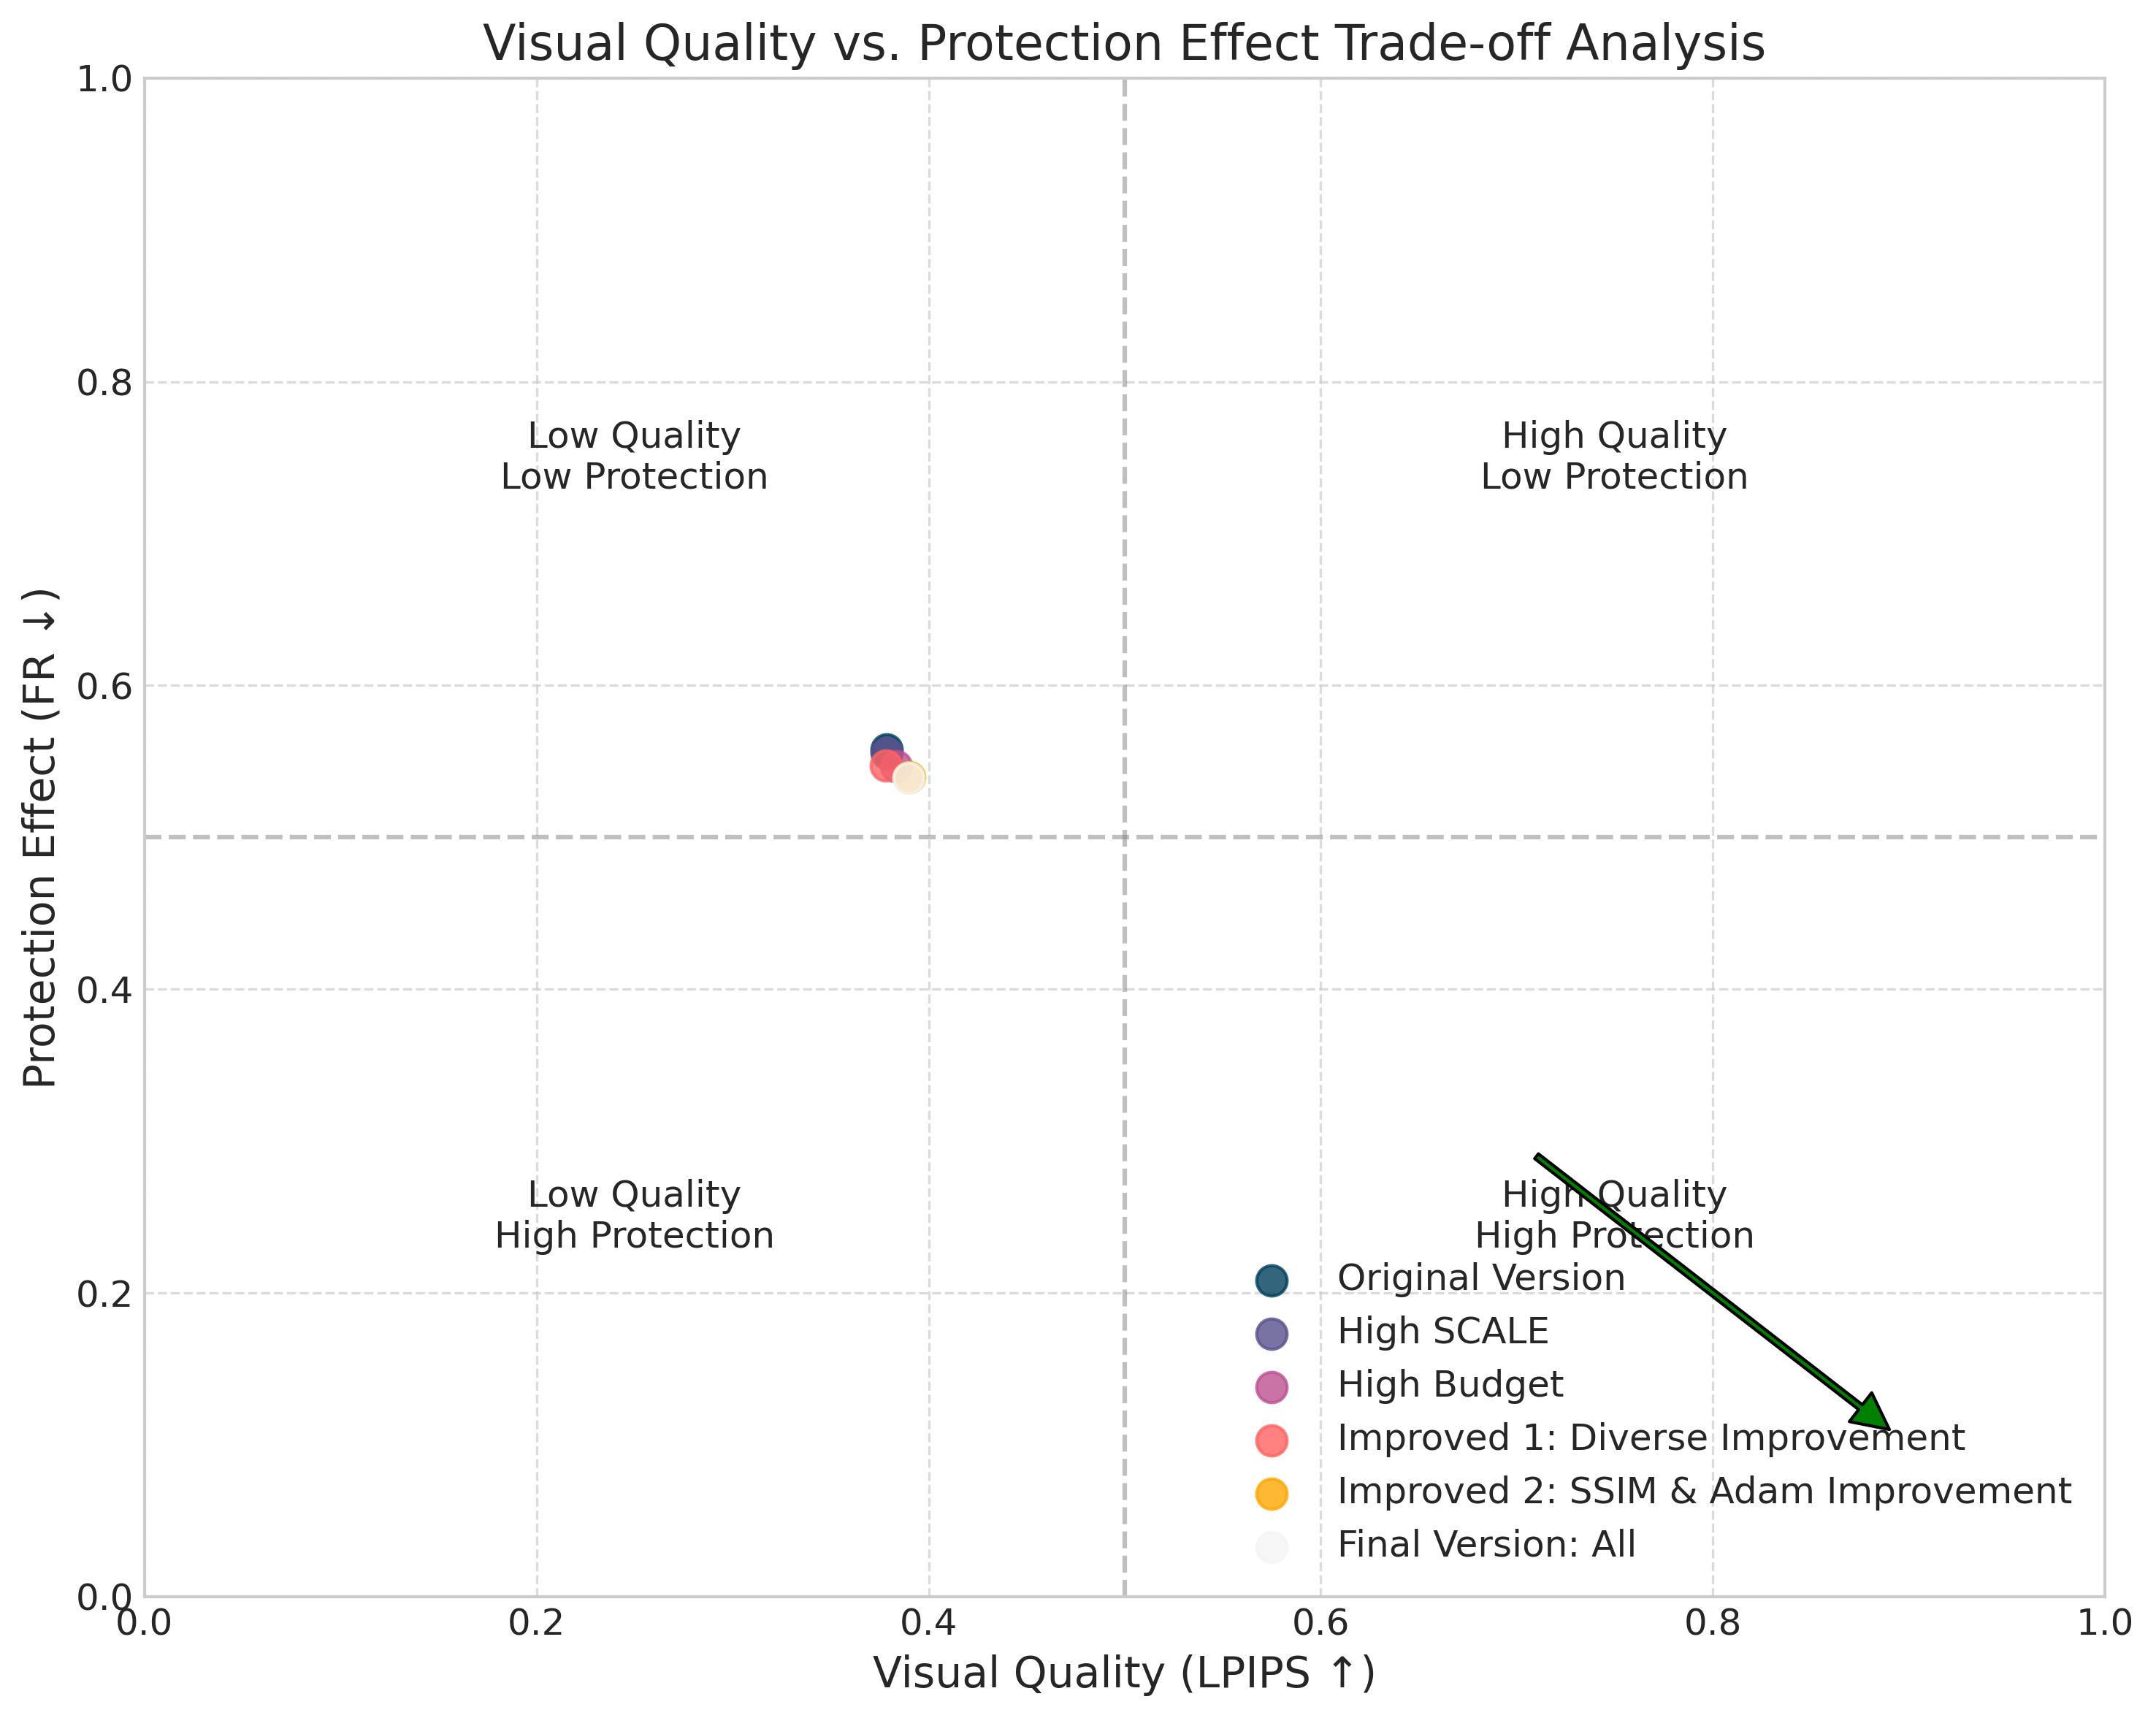 Visual Quality vs. Protection Effect Trade-off Analysis
1.0
0.8
0.6
0.4
0.2
0.0
Protection Effect (FR ↓)
Low Quality
Low Protection
High Quality
Low Protection
Low Quality
High Protection
High Quality
High Protection
Original Version
High SCALE
High Budget
Improved 1: Diverse Improvement
Improved 2: SSIM & Adam Improvement
Final Version: All
0.0 0.2 0.4 0.6 0.8 1.0
Visual Quality (LPIPS ↑)